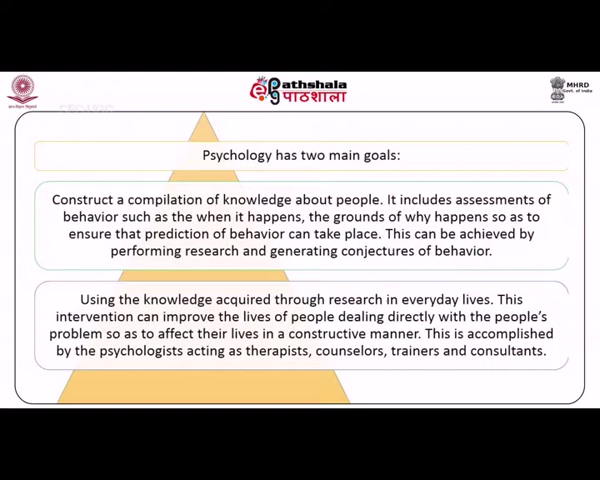 Pathshala
पाठशाला
MHRD
Govt. of India
Psychology has two main goals:
Construct a compilation of knowledge about people. It includes assessments of
behavior such as the when it happens, the grounds of why happens so as to
ensure that prediction of behavior can take place. This can be achieved by
performing research and generating conjectures of behavior.
Using the knowledge acquired through research in everyday lives. This
intervention can improve the lives of people dealing directly with the people's
problem so as to affect their lives in a constructive manner. This is accomplished
by the psychologists acting as therapists, counselors, trainers and consultants.